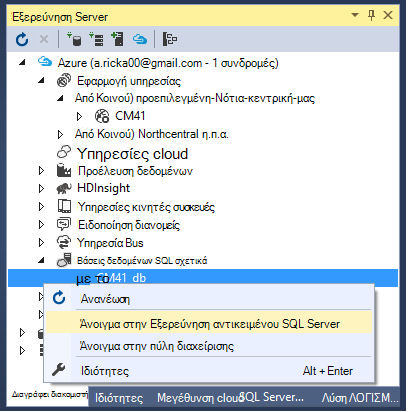 Εξερεύνηση Server
Azure (a.ricka00@gmail.com - 1 συνδρομές)
Εφαρμογή υπηρεσίας
Από Κοινού) προεπιλεγμένη-Νότια-κεντρική-μας
CM41
Από Κοινού) Northcentral η.π.α.
Υπηρεσίες cloud
Προέλευση δεδομένων
HDInsight
Υπηρεσίες κινητές συσκευές
Ειδοποίηση διανομείς
Υπηρεσία Bus
Βάσεις δεδομένων SQL σχετικά
με το CM41_db
Ανανέωση
Άνοιγμα στην Εξερεύνηση αντικειμένου SQL Server
Άνοιγμα στην πύλη διαχείρισης
Ιδιότητες Alt + Enter
Διαγράφει διακομιστή Ιδιότητες Μεγέθυνση cloud SQL Server... Λύση ΛΟΓΙΣΜ...